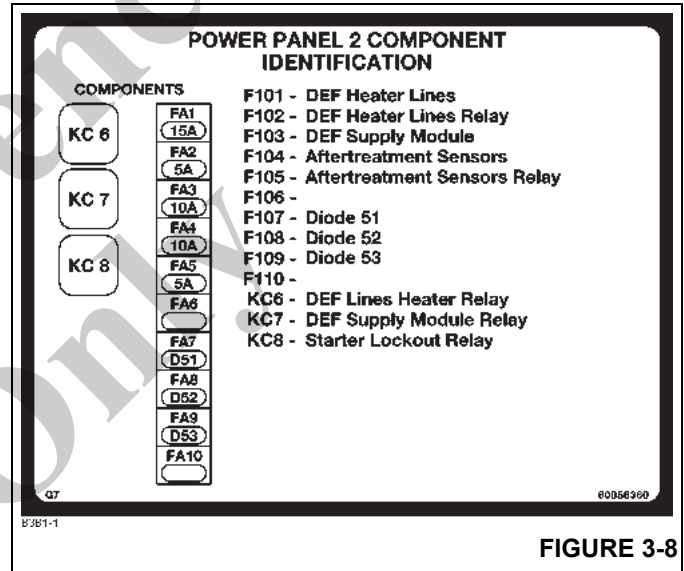 POWER PANEL 2 COMPONENT
IDENTIFICATION
COMPONENTS
KC 6
KC 7
KC 8
FA1
15A
FA2
5A
FA3
10A
FA4
10A
FA5
5A
FA6
FA7
D51
FA8
D52
FA9
D53
FA10
F101 - DEF Heater Lines
F102 - DEF Heater Lines Relay
F103 - DEF Supply Module
F104 - Aftertreatment Sensors
F105 - Aftertreatment Sensors Relay
F106 -
F107 - Diode 51
F108 - Diode 52
F109 - Diode 53
F110 -
KC6 - DEF Lines Heater Relay
KC7 - DEF Supply Module Relay
KC8 - Starter Lockout Relay
FIGURE 3-8
Only